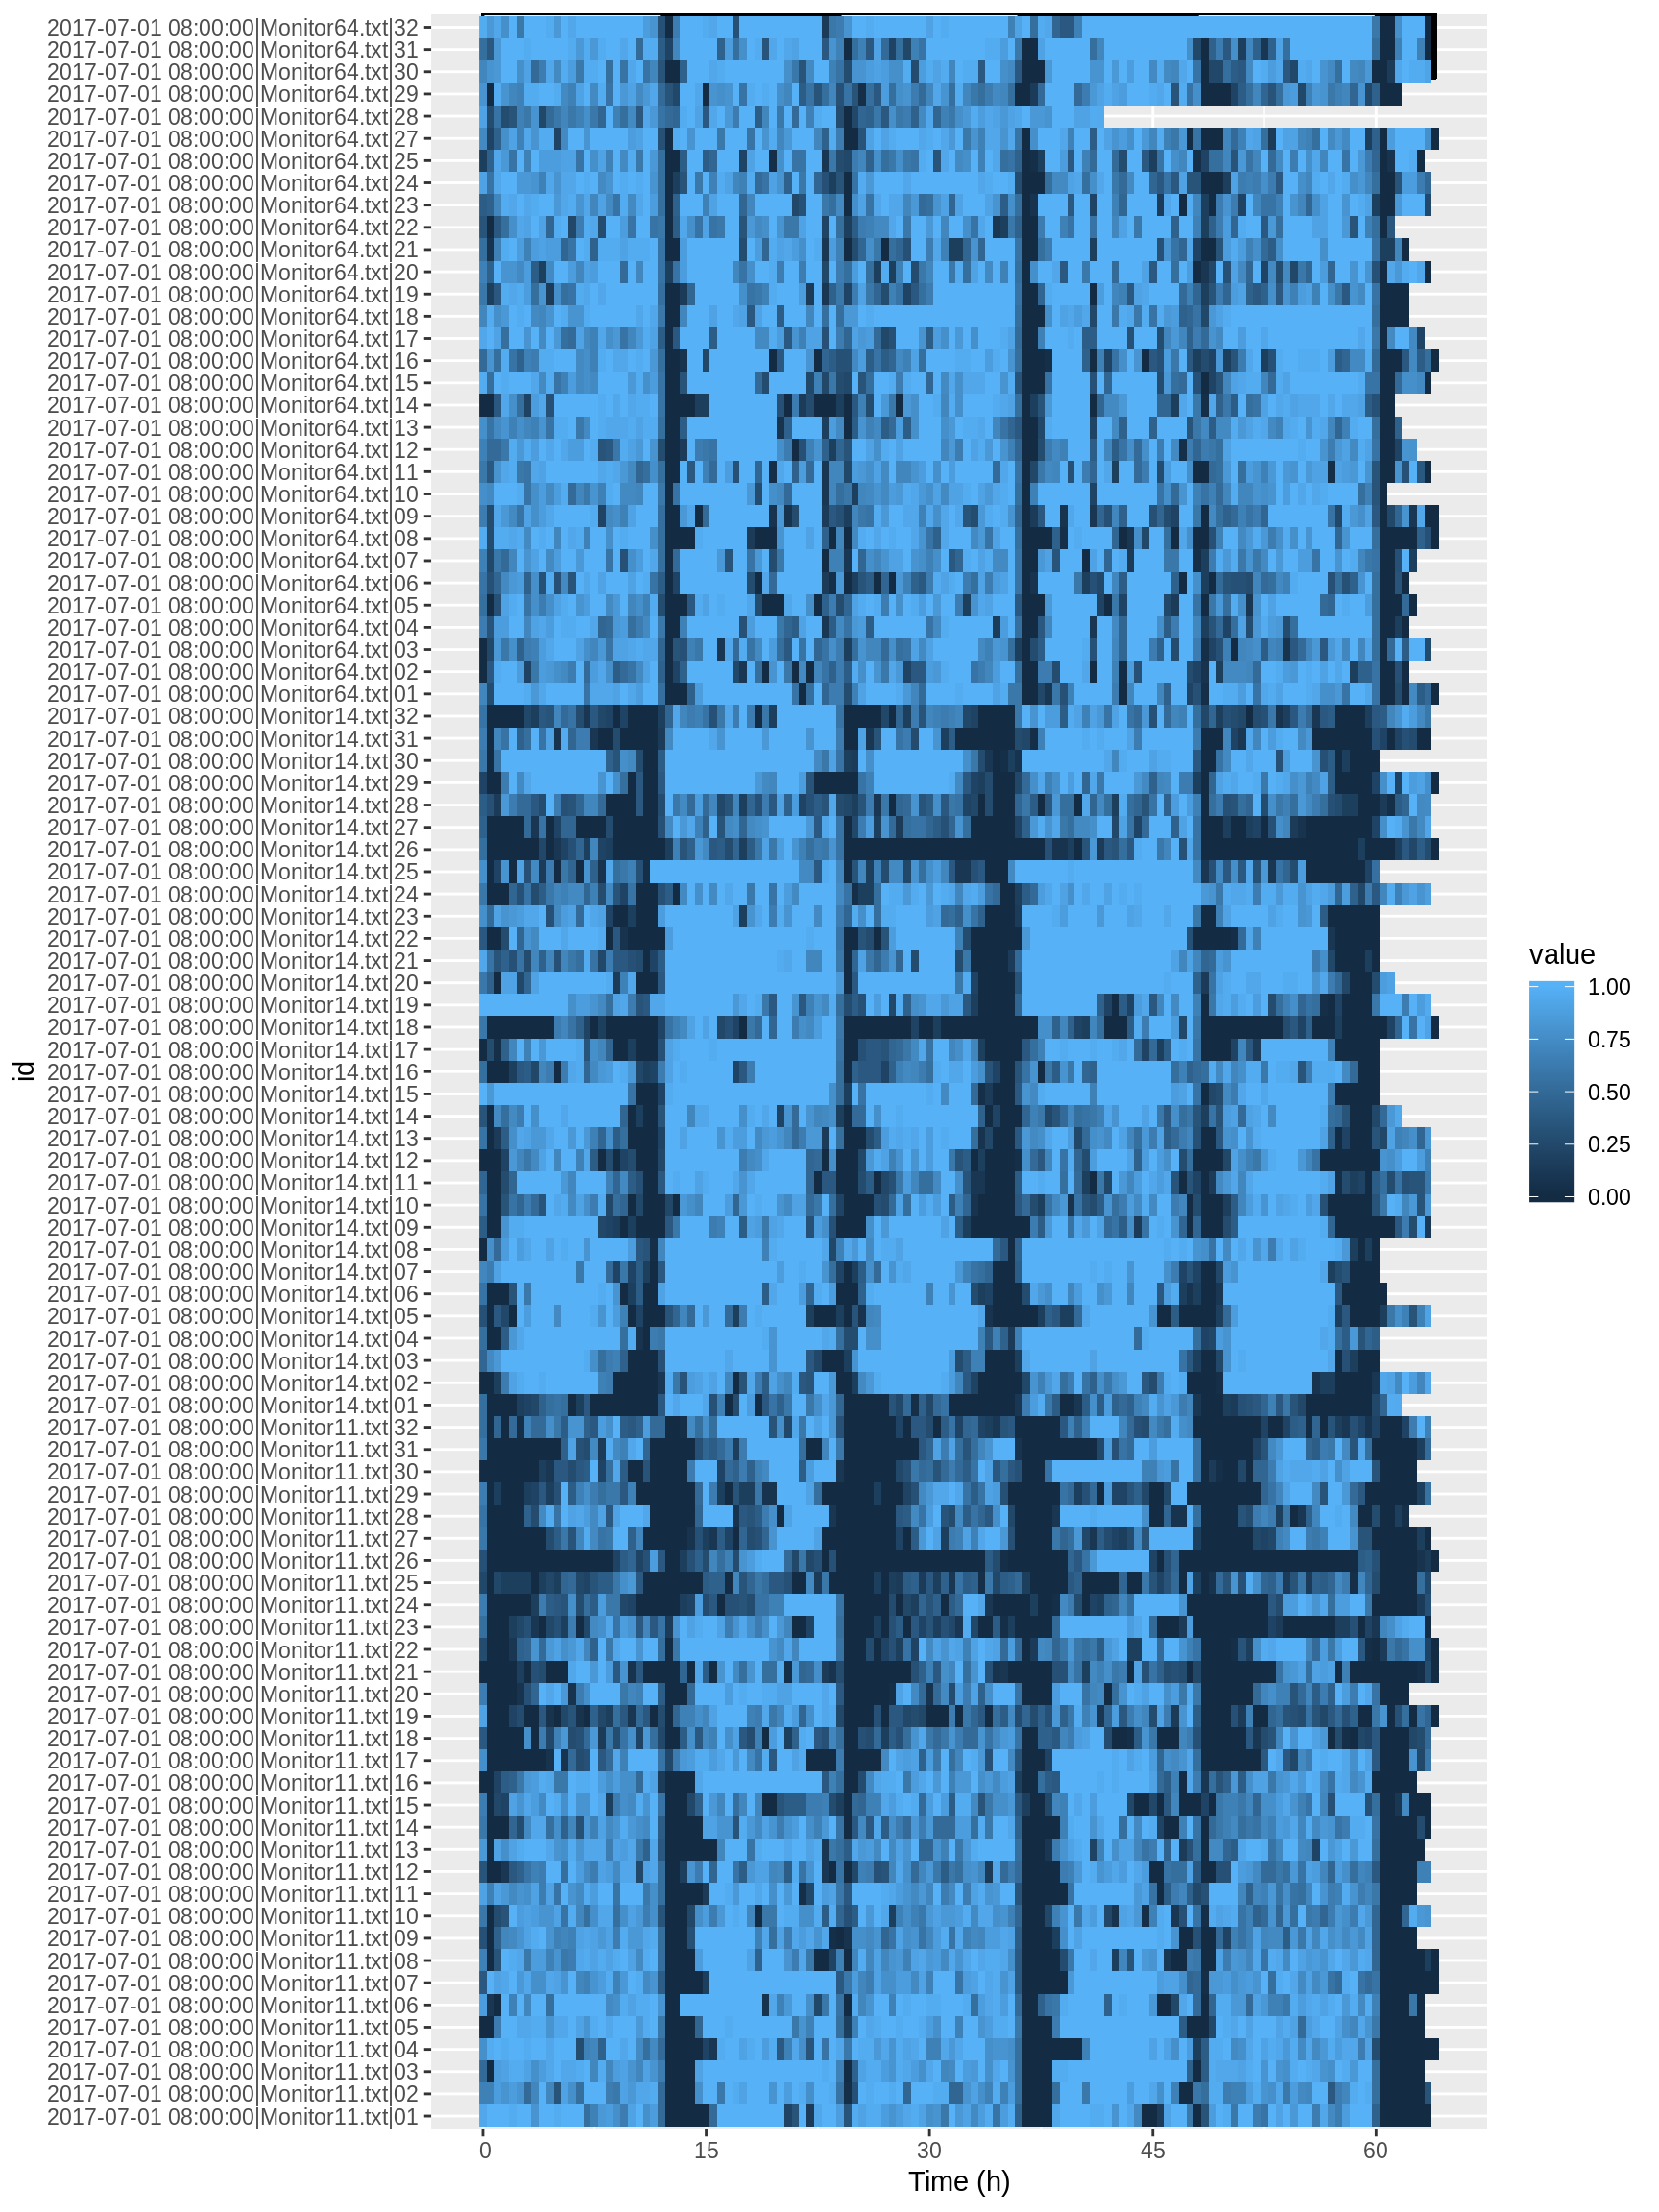 2017-07-01 08:00:00|Monitor64.txt|32
2017-07-01 08:00:00|Monitor64.txt|31
2017-07-01 08:00:00|Monitor64.txt|30
2017-07-01 08:00:00|Monitor64.txt|29
2017-07-01 08:00:00|Monitor64.txt|28
2017-07-01 08:00:00|Monitor64.txt|27
2017-07-01 08:00:00|Monitor64.txt|25
2017-07-01 08:00:00|Monitor64.txt|24
2017-07-01 08:00:00|Monitor64.txt|23
2017-07-01 08:00:00|Monitor64.txt|22
2017-07-01 08:00:00|Monitor64.txt|21
2017-07-01 08:00:00|Monitor64.txt|20
2017-07-01 08:00:00|Monitor64.txt|19
2017-07-01 08:00:00|Monitor64.txt|18
2017-07-01 08:00:00|Monitor64.txt|17
2017-07-01 08:00:00|Monitor64.txt|16
2017-07-01 08:00:00|Monitor64.txt|15
2017-07-01 08:00:00|Monitor64.txt|14
2017-07-01 08:00:00|Monitor64.txt|13
2017-07-01 08:00:00|Monitor64.txt|12
2017-07-01 08:00:00|Monitor64.txt|11
2017-07-01 08:00:00|Monitor64.txt|10
2017-07-01 08:00:00|Monitor64.txt|09
2017-07-01 08:00:00|Monitor64.txt|08
2017-07-01 08:00:00|Monitor64.txt|07
2017-07-01 08:00:00|Monitor64.txt|06
2017-07-01 08:00:00|Monitor64.txt|05
2017-07-01 08:00:00|Monitor64.txt|04
2017-07-01 08:00:00|Monitor64.txt|03
2017-07-01 08:00:00|Monitor64.txt|02
2017-07-01 08:00:00|Monitor64.txt|01
2017-07-01 08:00:00|Monitor14.txt|32
2017-07-01 08:00:00|Monitor14.txt|31
2017-07-01 08:00:00|Monitor14.txt|30
2017-07-01 08:00:00|Monitor14.txt|29
2017-07-01 08:00:00|Monitor14.txt|28
2017-07-01 08:00:00|Monitor14.txt|27
2017-07-01 08:00:00|Monitor14.txt|26
2017-07-01 08:00:00|Monitor14.txt|25
2017-07-01 08:00:00|Monitor14.txt|24
2017-07-01 08:00:00|Monitor14.txt|23
2017-07-01 08:00:00|Monitor14.txt|22
2017-07-01 08:00:00|Monitor14.txt|21
2017-07-01 08:00:00|Monitor14.txt|20
2017-07-01 08:00:00|Monitor14.txt|19
2017-07-01 08:00:00|Monitor14.txt|18
2017-07-01 08:00:00|Monitor14.txt|17
2017-07-01 08:00:00|Monitor14.txt|16
2017-07-01 08:00:00|Monitor14.txt|15
2017-07-01 08:00:00|Monitor14.txt|14
2017-07-01 08:00:00|Monitor14.txt|13
2017-07-01 08:00:00|Monitor14.txt|12
2017-07-01 08:00:00|Monitor14.txt|11
2017-07-01 08:00:00|Monitor14.txt|10
2017-07-01 08:00:00|Monitor14.txt|09
2017-07-01 08:00:00|Monitor14.txt|08
2017-07-01 08:00:00|Monitor14.txt|07
2017-07-01 08:00:00|Monitor14.txt|06
2017-07-01 08:00:00|Monitor14.txt|05
2017-07-01 08:00:00|Monitor14.txt|04
2017-07-01 08:00:00|Monitor14.txt|03
2017-07-01 08:00:00|Monitor14.txt|02
2017-07-01 08:00:00|Monitor14.txt|01
2017-07-01 08:00:00|Monitor11.txt|32
2017-07-01 08:00:00|Monitor11.txt|31
2017-07-01 08:00:00|Monitor11.txt|30
2017-07-01 08:00:00|Monitor11.txt|29
2017-07-01 08:00:00|Monitor11.txt|28
2017-07-01 08:00:00|Monitor11.txt|27
2017-07-01 08:00:00|Monitor11.txt|26
2017-07-01 08:00:00|Monitor11.txt|25
2017-07-01 08:00:00|Monitor11.txt|24
2017-07-01 08:00:00|Monitor11.txt|23
2017-07-01 08:00:00|Monitor11.txt|22
2017-07-01 08:00:00|Monitor11.txt|21
2017-07-01 08:00:00|Monitor11.txt|20
2017-07-01 08:00:00|Monitor11.txt|19
2017-07-01 08:00:00|Monitor11.txt|18
2017-07-01 08:00:00|Monitor11.txt|17
2017-07-01 08:00:00|Monitor11.txt|16
2017-07-01 08:00:00|Monitor11.txt|15
2017-07-01 08:00:00|Monitor11.txt|14
2017-07-01 08:00:00|Monitor11.txt|13
2017-07-01 08:00:00|Monitor11.txt|12
2017-07-01 08:00:00|Monitor11.txt|11
2017-07-01 08:00:00|Monitor11.txt|10
2017-07-01 08:00:00|Monitor11.txt|09
2017-07-01 08:00:00|Monitor11.txt|08
2017-07-01 08:00:00|Monitor11.txt|07
2017-07-01 08:00:00|Monitor11.txt|06
2017-07-01 08:00:00|Monitor11.txt|05
2017-07-01 08:00:00|Monitor11.txt|04
2017-07-01 08:00:00|Monitor11.txt|03
2017-07-01 08:00:00|Monitor11.txt|02
2017-07-01 08:00:00|Monitor11.txt|01
id
0 15 30 45 60
Time (h)
value
1.00
0.75
0.50
0.25
0.00